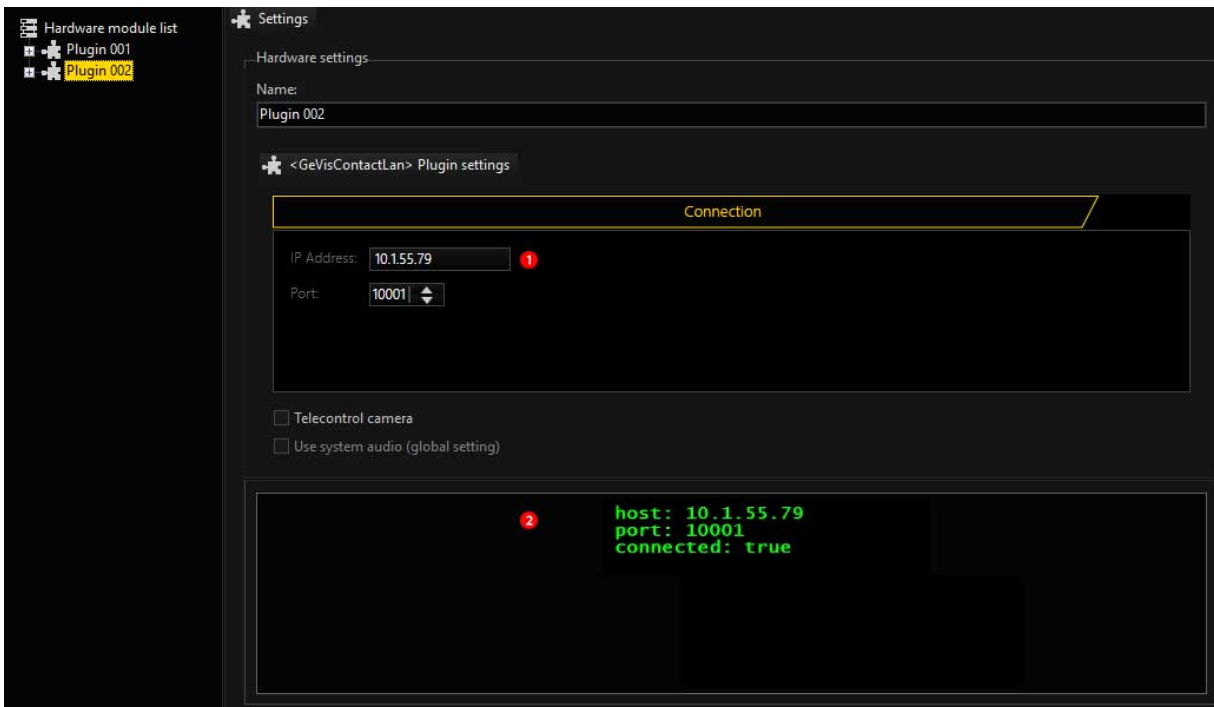 Hardware module list
Plugin 001
Plugin 002
Settings
Hardware settings
Name:
Plugin 002
<GeVisContactLan> Plugin settings
Connection
IP Address: 10.1.55.79 1
Port: 10001
Telecontrol camera
Use system audio (global setting)
2 host: 10.1.55.79
port: 10001
connected: true